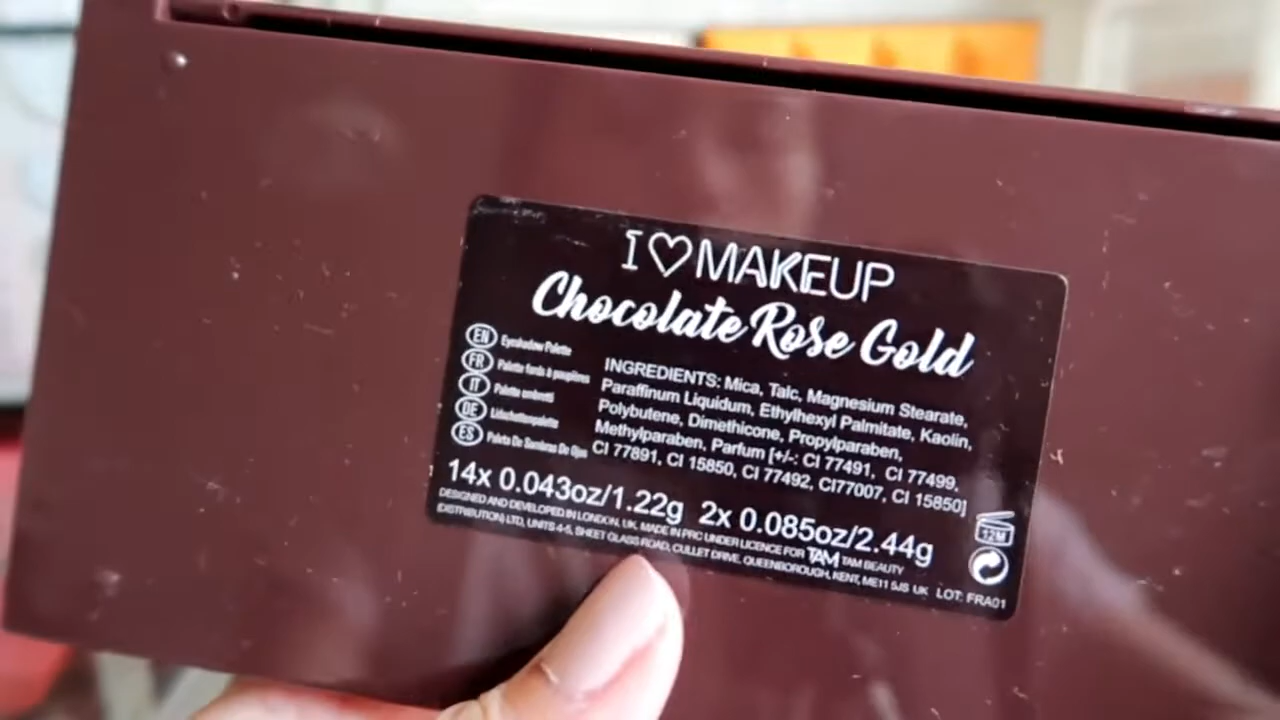 I ♡ MAKEUP
Chocolate Rose Gold
EN Eyeshadow Palette
FR Palette fards à paupières
IT Palette ombretti
DE Lidschattenpalette
ES Paleta De Sombras De Ojos
INGREDIENTS: Mica, Talc, Magnesium Stearate,
Paraffinum Liquidum, Ethylhexyl Palmitate, Kaolin,
Polybutene, Dimethicone, Propylparaben,
Methylparaben, Parfum [+/-: CI 77491, CI 77499,
CI 77891, CI 15850, CI 77492, CI77007, CI 15850]
14x 0.043oz/1.22g 2x 0.085oz/2.44g
DESIGNED AND DEVELOPED IN LONDON, UK. MADE IN PRC UNDER LICENCE FOR TAM TAM BEAUTY
(DISTRIBUTION) LTD, UNITS 4-5, SHEET GLASS ROAD, CULLET DRIVE, QUEENBOROUGH, KENT, ME11 5JS UK LOT: FRA01
12M